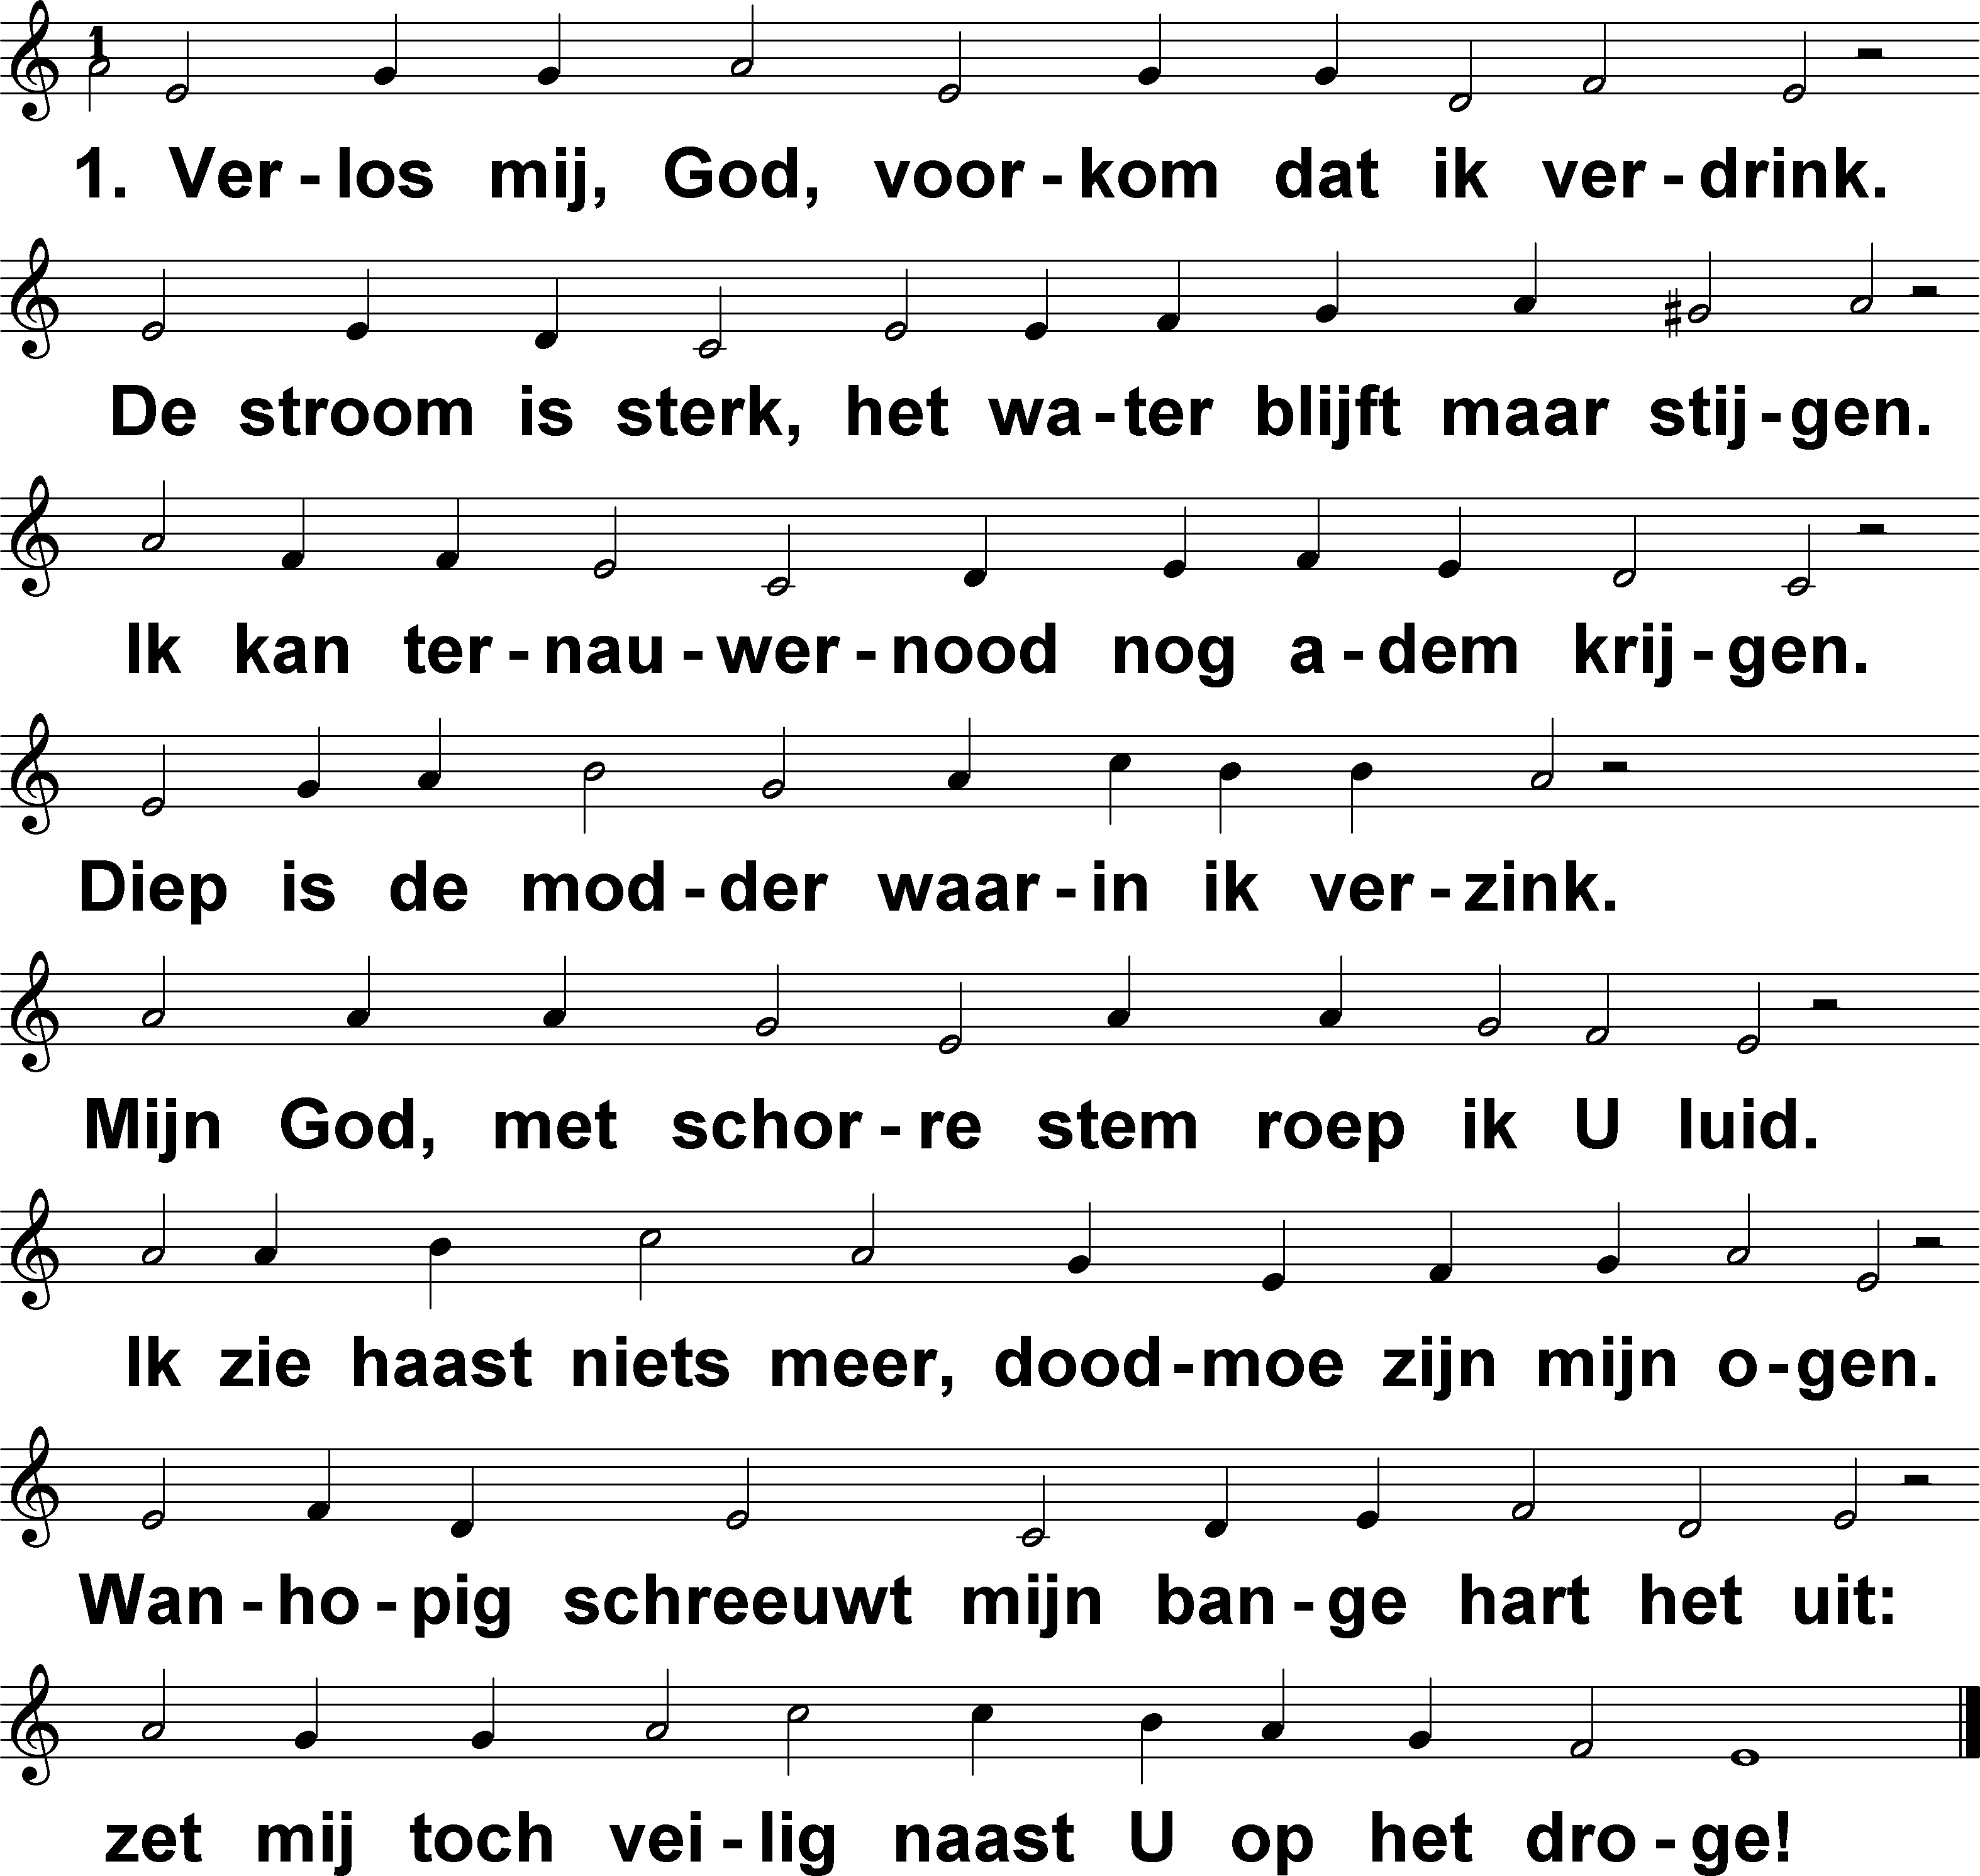 1. Ver - los mij, God, voor - kom dat ik ver - drink.
De stroom is sterk, het wa - ter blijft maar stij - gen.
Ik kan ter - nau - wer - nood nog a - dem krij - gen.
Diep is de mod - der waar - in ik ver - zink.
Mijn God, met schor - re stem roep ik U luid.
Ik zie haast niets meer, dood - moe zijn mijn o - gen.
Wan - ho - pig schreeuwt mijn ban - ge hart het uit:
zet mij toch vei - lig naast U op het dro - ge!